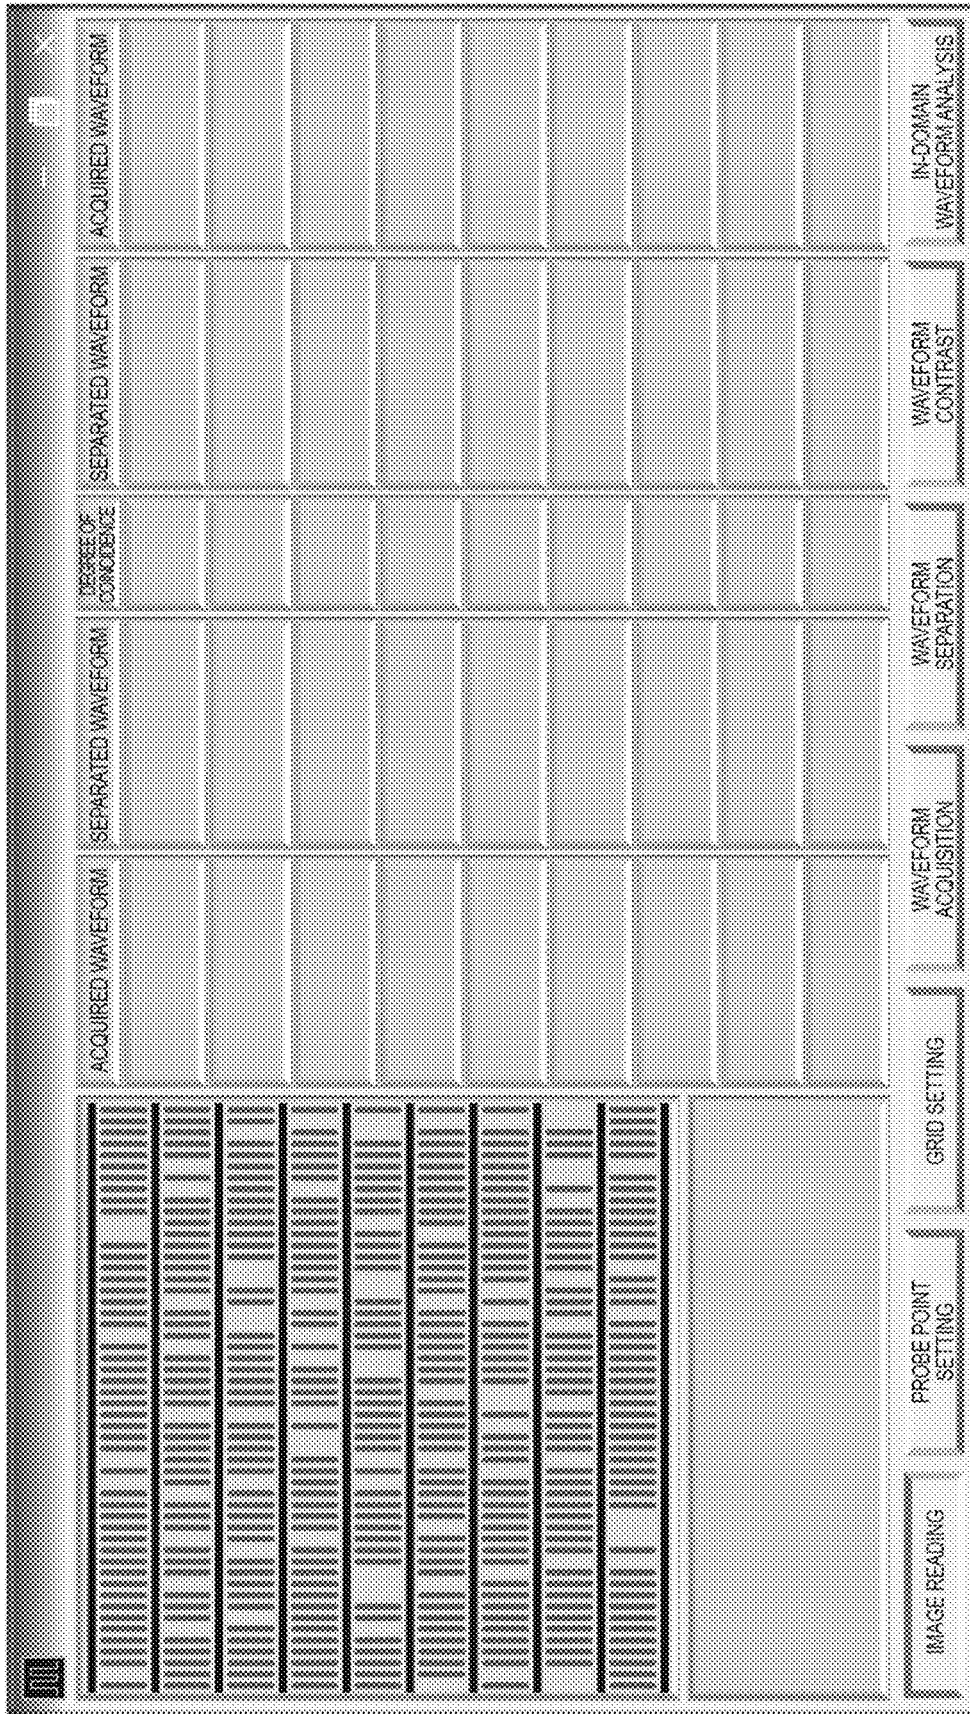 ACQUIRED WAVEFORM
SEPARATED WAVEFORM
DEGREE OF
COINCIDENCE
SEPARATED WAVEFORM
ACQUIRED WAVEFORM
IMAGE READING
PROBE POINT
SETTING
GRID SETTING
WAVEFORM
ACQUISITION
WAVEFORM
SEPARATION
WAVEFORM
CONTRAST
IN-DOMAIN
WAVEFORM ANALYSIS